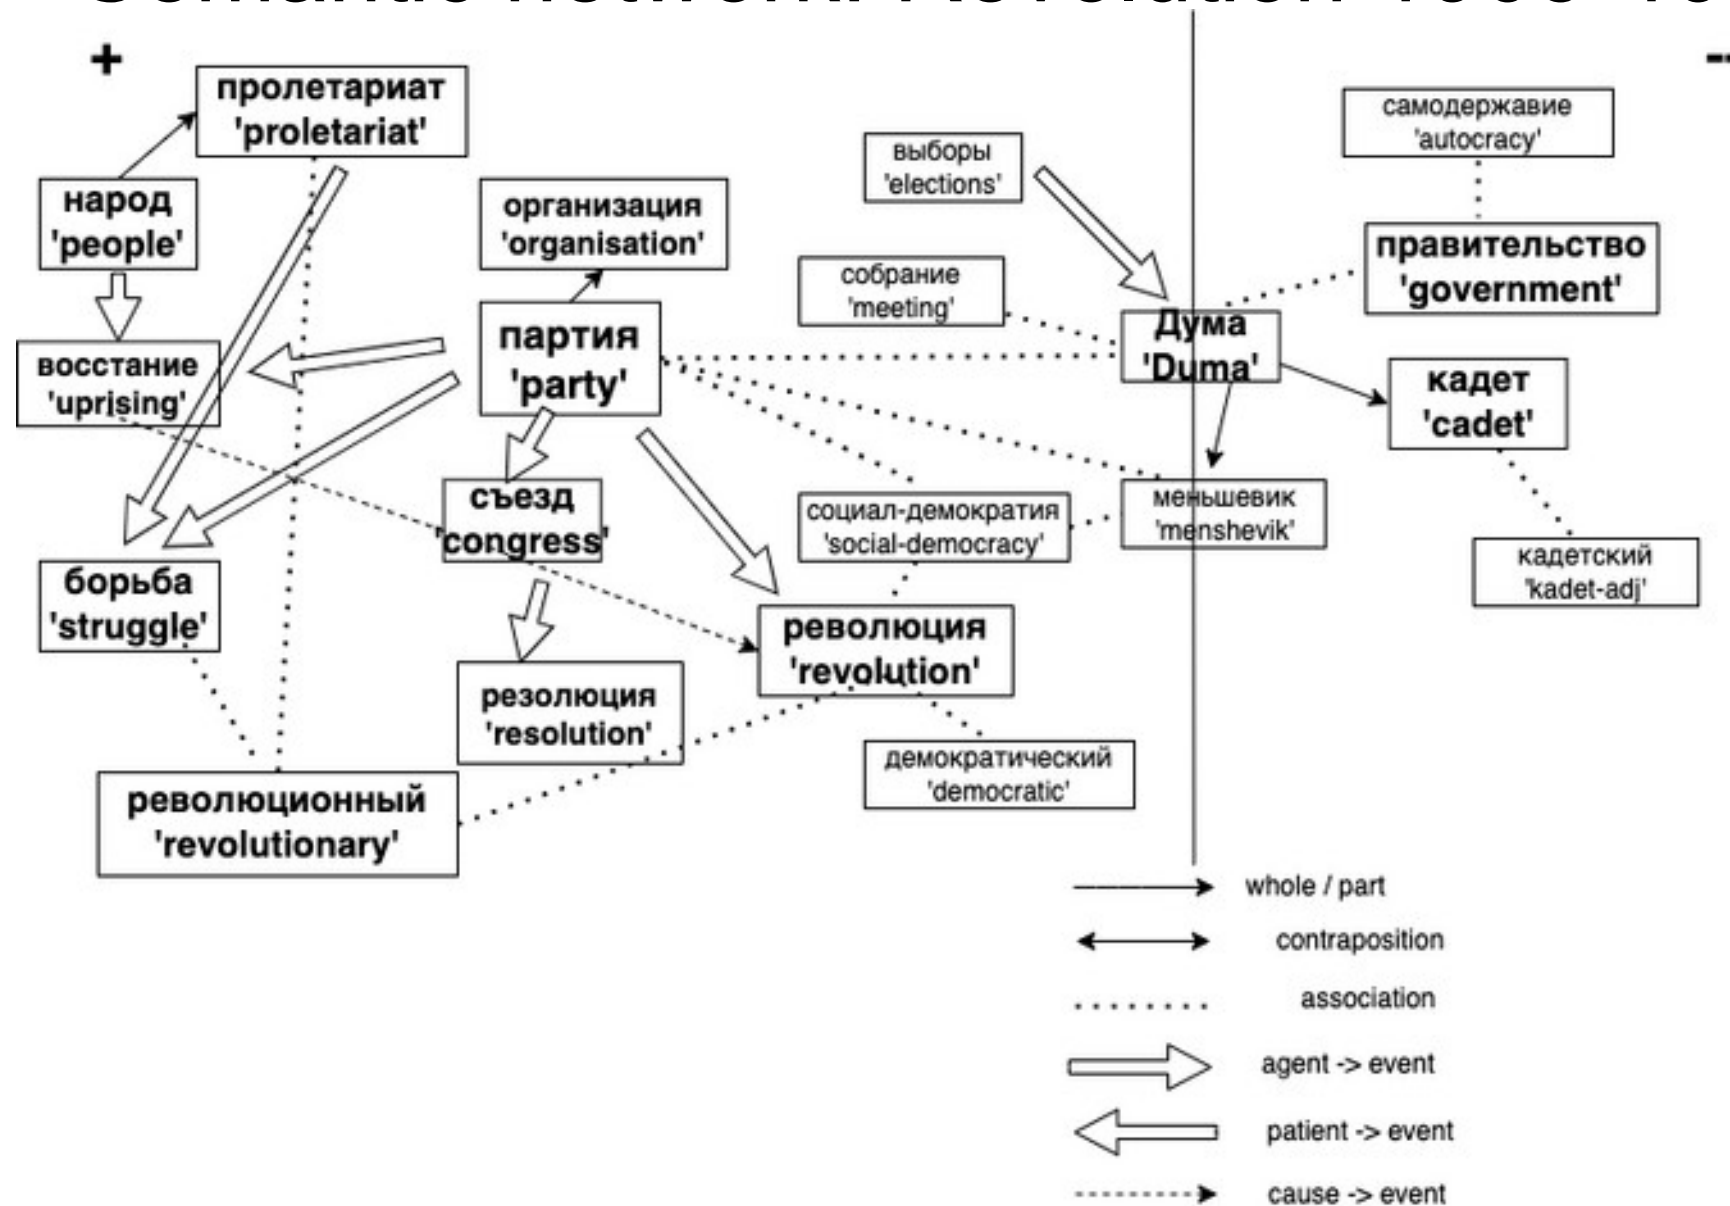 +
--
пролетариат
'proletariat'
народ
'people'
организация
'organisation'
выборы
'elections'
самодержавие
'autocracy'
собрание
'meeting'
правительство
'government'
партия
'party'
Дума
'Duma'
восстание
'uprising'
кадет
'cadet'
съезд
'congress'
социал-демократия
'social-democracy'
меньшевик
'menshevik'
кадетский
'kadet-adj'
борьба
'struggle'
революция
'revolution'
резолюция
'resolution'
демократический
'democratic'
революционный
'revolutionary'
whole / part
contraposition
association
agent -> event
patient -> event
cause -> event